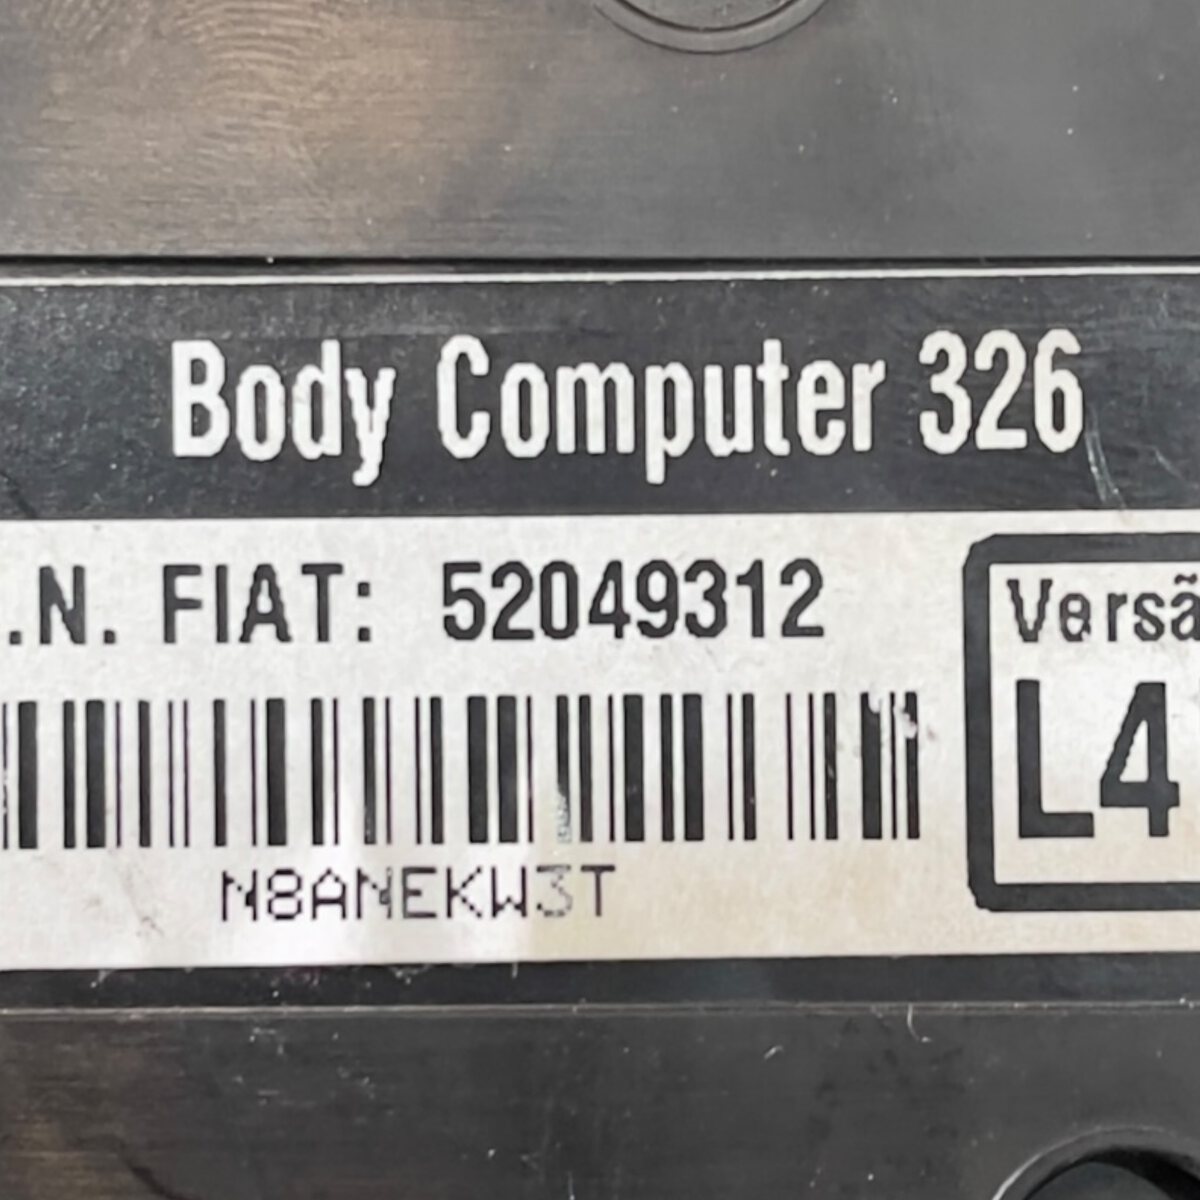 Body Computer 326
.N. FIAT: 52049312
Versã
L4
N8ANEKW3T